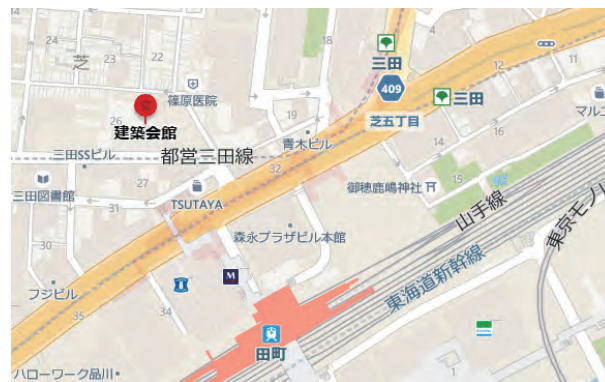 24
23
22
18
芝
三田
409
三田
12
11
篠原医院
26
建築会館
19
芝五丁目
マルエ
三田SSビル
都営三田線
青木ビル
14
16
13
32
27
三田図書館
31
TSUTAYA
御穂鹿嶋神社
15
山手線
東京モノ
30
森永プラザビル本館
東海道新幹線
フジビル
M
35
34
田町
ハローワーク品川
1